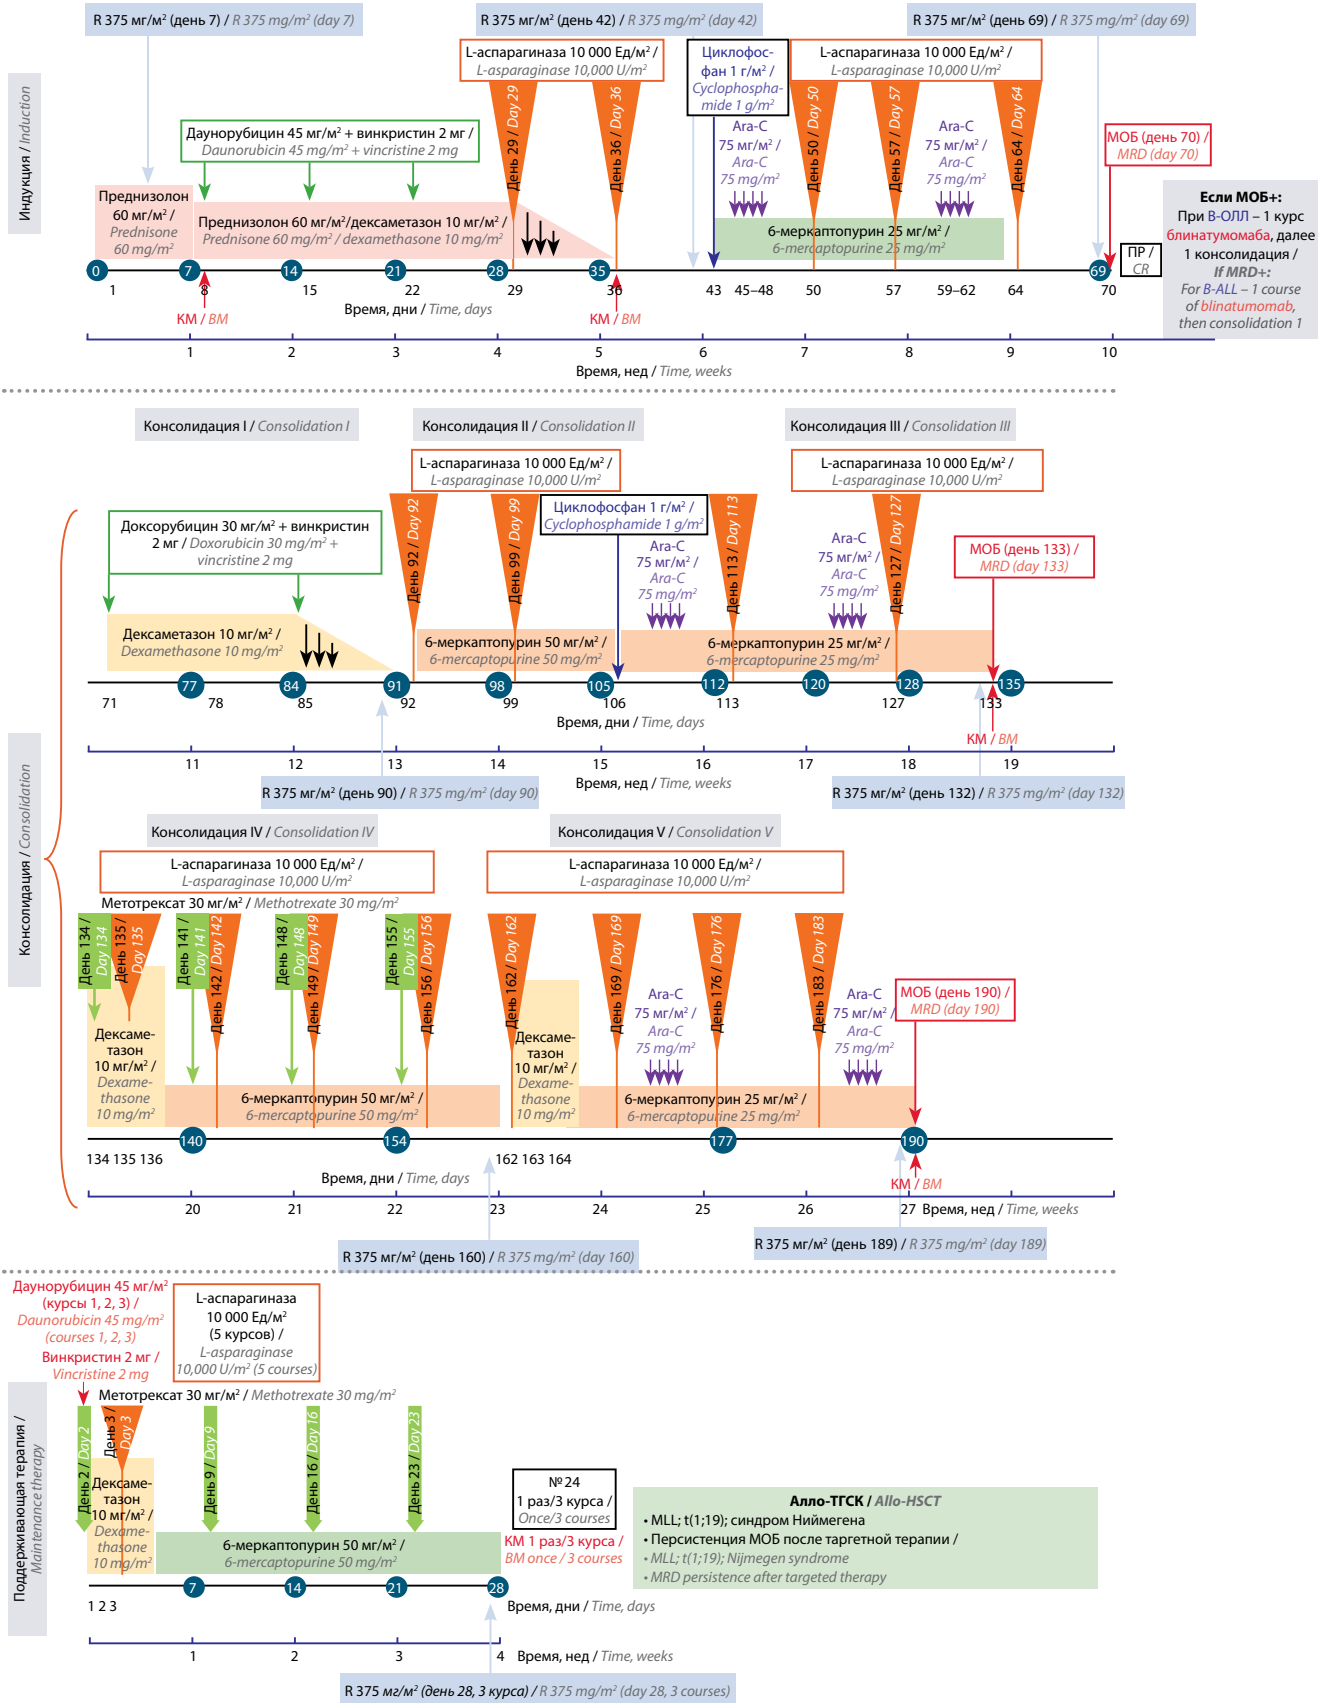 R 375 мг/м² (день 7) / R 375 mg/m² (day 7)
R 375 мг/м² (день 42) / R 375 mg/m² (day 42)
R 375 мг/м² (день 69) / R 375 mg/m² (day 69)
Индукция / Induction
L-аспарагиназа 10 000 Ед/м² /
L-asparaginase 10,000 U/m²
Циклофос-
фан 1 г/м² /
Cyclophospha-
mide 1 g/m²
L-аспарагиназа 10 000 Ед/м² /
L-asparaginase 10,000 U/m²
Даунорубицин 45 мг/м² + винкристин 2 мг /
Daunorubicin 45 mg/m² + vincristine 2 mg
День 29 / Day 29
День 36 / Day 36
День 50 / Day 50
День 57 / Day 57
День 64 / Day 64
Ara-C
75 мг/м² /
Ara-C
75 mg/m²
Ara-C
75 мг/м² /
Ara-C
75 mg/m²
МОБ (день 70) /
MRD (day 70)
Преднизолон
60 мг/м² /
Prednisone
60 mg/m²
Преднизолон 60 мг/м²/дексаметазон 10 мг/м² /
Prednisone 60 mg/m² / dexamethasone 10 mg/m²
6-меркаптопурин 25 мг/м² /
6-mercaptopurine 25 mg/m²
ПР /
CR
Если МОБ+:
При В-ОЛЛ – 1 курс
блинатумомаба, далее
1 консолидация /
If MRD+:
For B-ALL – 1 course
of blinatumomab,
then consolidation 1
0 7 14 21 28 35 69
1 8 15 22 29 36 43 45–48 50 57 59–62 64 70
Время, дни / Time, days
КМ / BM
КМ / BM
1 2 3 4 5 6 7 8 9 10
Время, нед / Time, weeks
Консолидация / Consolidation
Консолидация I / Consolidation I
Консолидация II / Consolidation II
Консолидация III / Consolidation III
L-аспарагиназа 10 000 Ед/м² /
L-asparaginase 10,000 U/m²
L-аспарагиназа 10 000 Ед/м² /
L-asparaginase 10,000 U/m²
Доксорубицин 30 мг/м² + винкристин
2 мг / Doxorubicin 30 mg/m² +
vincristine 2 mg
Циклофосфан 1 г/м² /
Cyclophosphamide 1 g/m²
День 92 / Day 92
День 99 / Day 99
День 113 / Day 113
День 127 / Day 127
Ara-C
75 мг/м² /
Ara-C
75 mg/m²
Ara-C
75 мг/м² /
Ara-C
75 mg/m²
МОБ (день 133) /
MRD (day 133)
Дексаметазон 10 мг/м² /
Dexamethasone 10 mg/m²
6-меркаптопурин 50 мг/м² /
6-mercaptopurine 50 mg/m²
6-меркаптопурин 25 мг/м² /
6-mercaptopurine 25 mg/m²
77 84 91 98 105 112 120 128 135
71 78 85 92 99 106 113 127 133
Время, дни / Time, days
КМ / BM
11 12 13 14 15 16 17 18 19
Время, нед / Time, weeks
R 375 мг/м² (день 90) / R 375 mg/m² (day 90)
R 375 мг/м² (день 132) / R 375 mg/m² (day 132)
Консолидация IV / Consolidation IV
Консолидация V / Consolidation V
L-аспарагиназа 10 000 Ед/м² /
L-asparaginase 10,000 U/m²
L-аспарагиназа 10 000 Ед/м² /
L-asparaginase 10,000 U/m²
Метотрексат 30 мг/м² / Methotrexate 30 mg/m²
День 134 / Day 134
День 135 / Day 135
День 141 / Day 141
День 142 / Day 142
День 148 / Day 148
День 149 / Day 149
День 155 / Day 155
День 156 / Day 156
День 162 / Day 162
День 169 / Day 169
День 176 / Day 176
День 183 / Day 183
Ara-C
75 мг/м² /
Ara-C
75 mg/m²
Ara-C
75 мг/м² /
Ara-C
75 mg/m²
МОБ (день 190) /
MRD (day 190)
Дексаме-
тазон
10 мг/м² /
Dexame-
thasone
10 mg/m²
6-меркаптопурин 50 мг/м² /
6-mercaptopurine 50 mg/m²
Дексаме-
тазон
10 мг/м² /
Dexame-
thasone
10 mg/m²
6-меркаптопурин 25 мг/м² /
6-mercaptopurine 25 mg/m²
140 154 177 190
134 135 136 162 163 164
Время, дни / Time, days
КМ / BM
20 21 22 23 24 25 26 27 Время, нед / Time, weeks
R 375 мг/м² (день 160) / R 375 mg/m² (day 160)
R 375 мг/м² (день 189) / R 375 mg/m² (day 189)
Поддерживающая терапия /
Maintenance therapy
Даунорубицин 45 мг/м²
(курсы 1, 2, 3) /
Daunorubicin 45 mg/m²
(courses 1, 2, 3)
Винкристин 2 мг /
Vincristine 2 mg
L-аспарагиназа
10 000 Ед/м²
(5 курсов) /
L-asparaginase
10,000 U/m² (5 courses)
Метотрексат 30 мг/м² / Methotrexate 30 mg/m²
День 2 / Day 2
День 3 / Day 3
День 9 / Day 9
День 16 / Day 16
День 23 / Day 23
Дексаме-
тазон
10 мг/м² /
Dexame-
thasone
10 mg/m²
6-меркаптопурин 50 мг/м² /
6-mercaptopurine 50 mg/m²
№ 24
1 раз/3 курса /
Once/3 courses
КМ 1 раз/3 курса /
BM once / 3 courses
Алло-ТГСК / Allo-HSCT
• MLL; t(1;19); синдром Ниймегена
• Персистенция МОБ после таргетной терапии /
• MLL; t(1;19); Nijmegen syndrome
• MRD persistence after targeted therapy
7 14 21 28
1 2 3
Время, дни / Time, days
1 2 3 4 Время, нед / Time, weeks
R 375 мг/м² (день 28, 3 курса) / R 375 mg/m² (day 28, 3 courses)